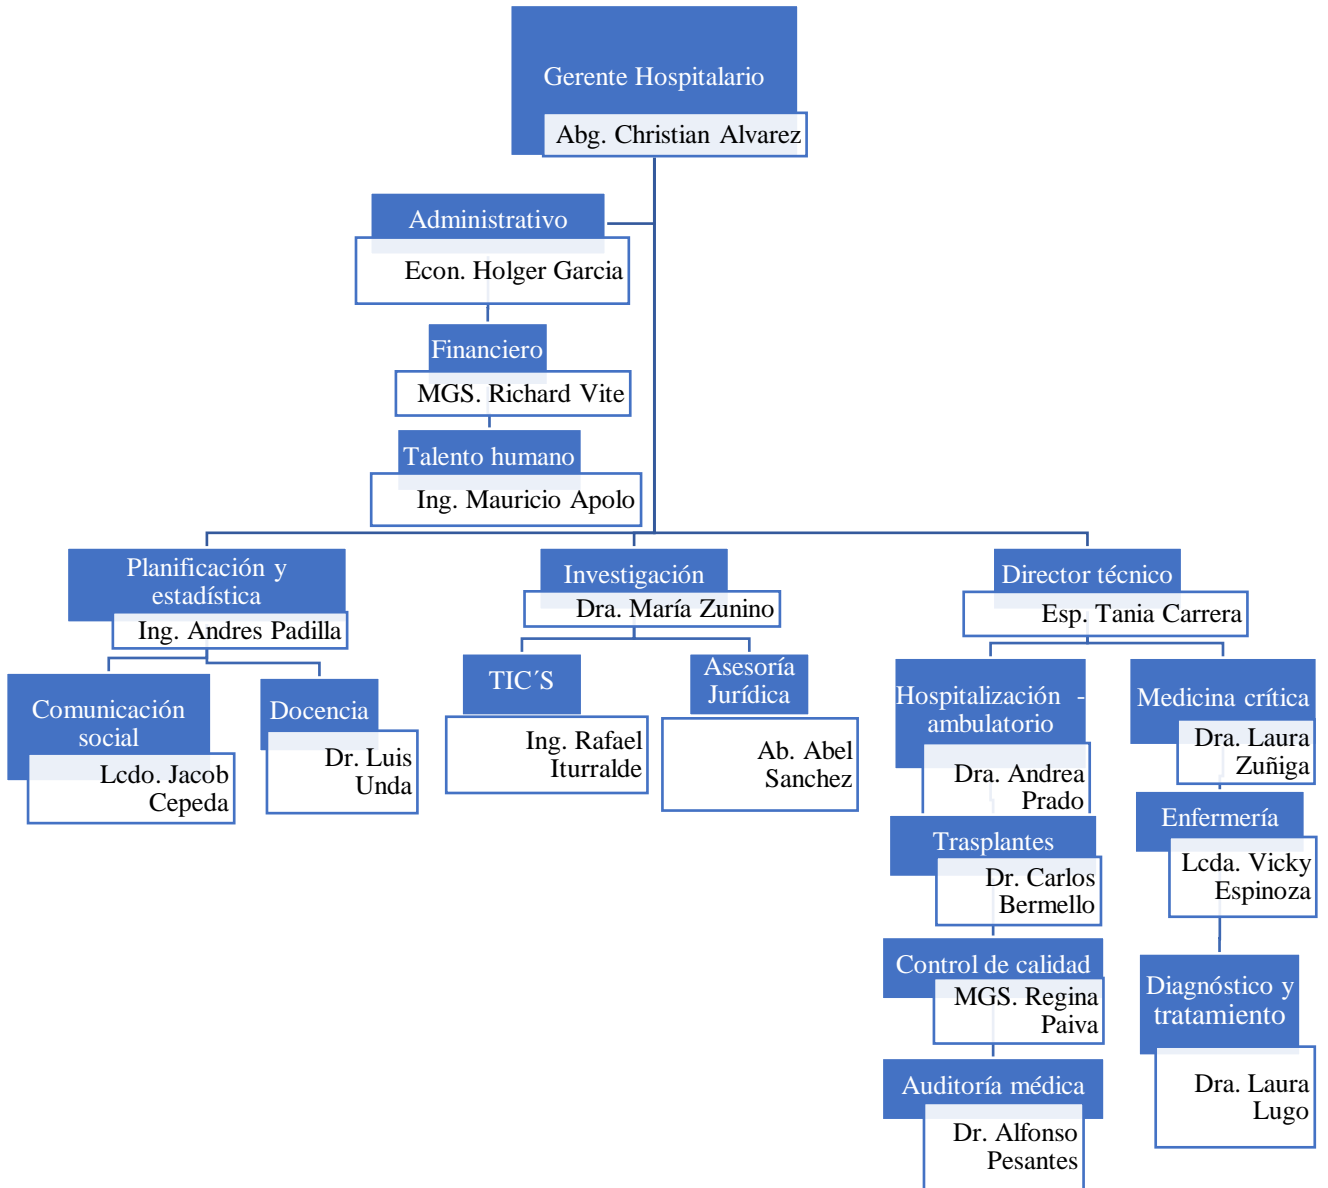 Gerente Hospitalario
Abg. Christian Alvarez
Administrativo
Econ. Holger Garcia
Financiero
MGS. Richard Vite
Talento humano
Ing. Mauricio Apolo
Planificación y
estadística
Ing. Andres Padilla
Comunicación
social
Lcdo. Jacob
Cepeda
Docencia
Dr. Luis
Unda
Investigación
Dra. María Zunino
TIC´S
Ing. Rafael
Iturralde
Asesoría
Jurídica
Ab. Abel
Sanchez
Director técnico
Esp. Tania Carrera
Hospitalización -
ambulatorio
Dra. Andrea
Prado
Trasplantes
Dr. Carlos
Bermello
Control de calidad
MGS. Regina
Paiva
Auditoría médica
Dr. Alfonso
Pesantes
Medicina crítica
Dra. Laura
Zuñiga
Enfermería
Lcda. Vicky
Espinoza
Diagnóstico y
tratamiento
Dra. Laura
Lugo